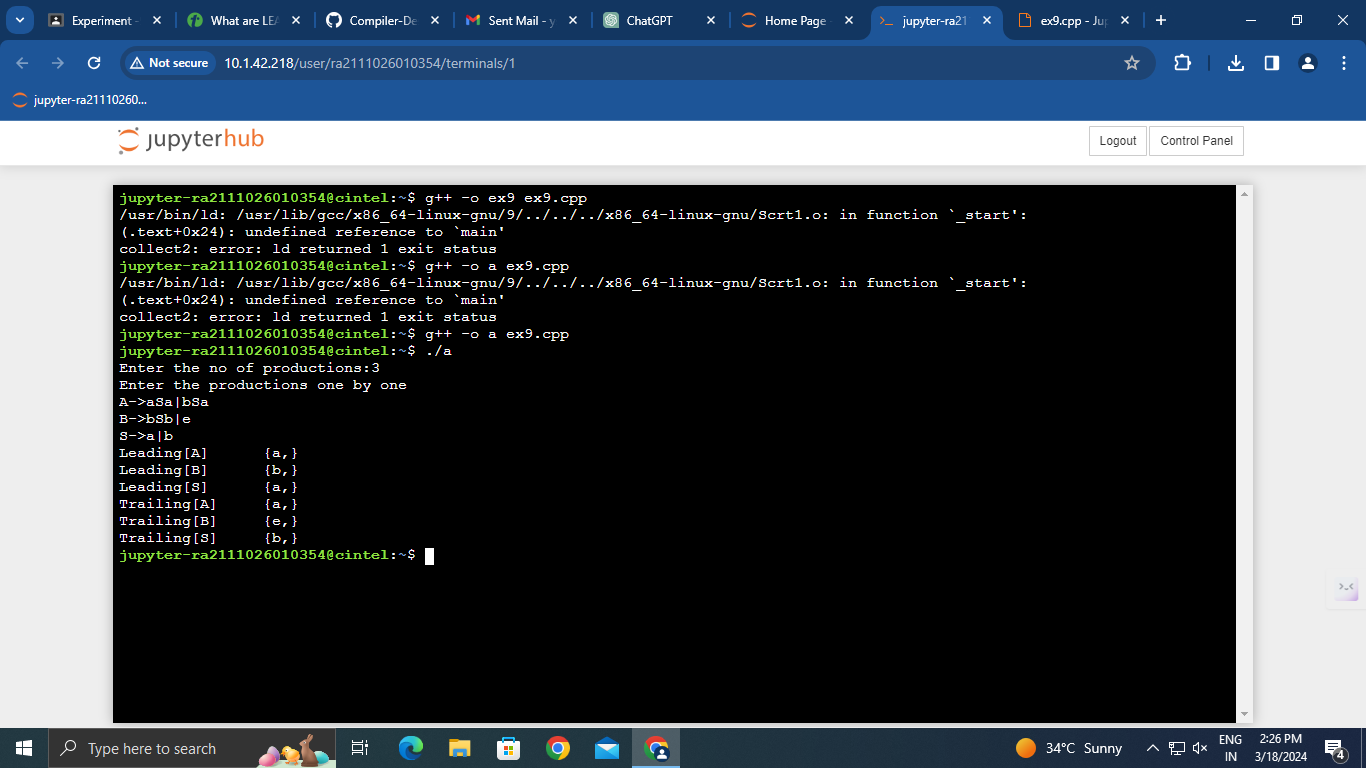 Experiment -
What are LEA
Compiler-De
Sent Mail - y
ChatGPT
Home Page
jupyter-ra21
ex9.cpp - Jup
Not secure
10.1.42.218/user/ra2111026010354/terminals/1
jupyter-ra21110260...
jupyterhub
Logout
Control Panel
jupyter-ra2111026010354@cintel:~$ g++ -o ex9 ex9.cpp
/usr/bin/ld: /usr/lib/gcc/x86_64-linux-gnu/9/../../../x86_64-linux-gnu/Scrt1.o: in function `_start':
(.text+0x24): undefined reference to `main'
collect2: error: ld returned 1 exit status
jupyter-ra2111026010354@cintel:~$ g++ -o a ex9.cpp
/usr/bin/ld: /usr/lib/gcc/x86_64-linux-gnu/9/../../../x86_64-linux-gnu/Scrt1.o: in function `_start':
(.text+0x24): undefined reference to `main'
collect2: error: ld returned 1 exit status
jupyter-ra2111026010354@cintel:~$ g++ -o a ex9.cpp
jupyter-ra2111026010354@cintel:~$ ./a
Enter the no of productions:3
Enter the productions one by one
A->aSa|bSa
B->bSb|e
S->a|b
Leading[A] {a,}
Leading[B] {b,}
Leading[S] {a,}
Trailing[A] {a,}
Trailing[B] {e,}
Trailing[S] {b,}
jupyter-ra2111026010354@cintel:~$
Type here to search
34°C Sunny
ENG
IN
2:26 PM
3/18/2024
4